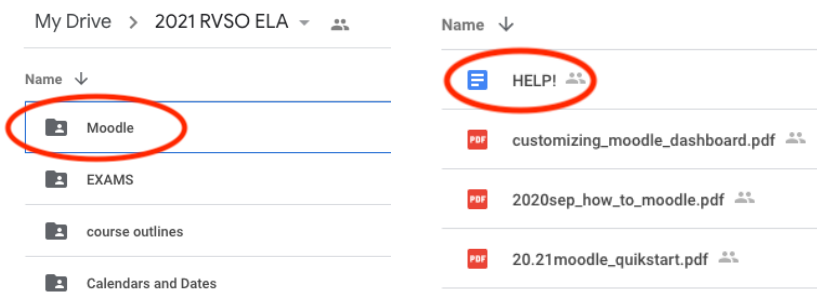 My Drive > 2021 RVSO ELA
Name
Moodle
EXAMS
course outlines
Calendars and Dates
Name
HELP!
PDF customizing_moodle_dashboard.pdf
PDF 2020sep_how_to_moodle.pdf
PDF 20.21moodle_quikstart.pdf